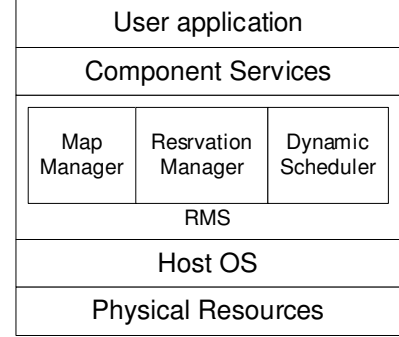 User application
Component Services
Map Manager
Resrvation Manager
Dynamic Scheduler
RMS
Host OS
Physical Resources